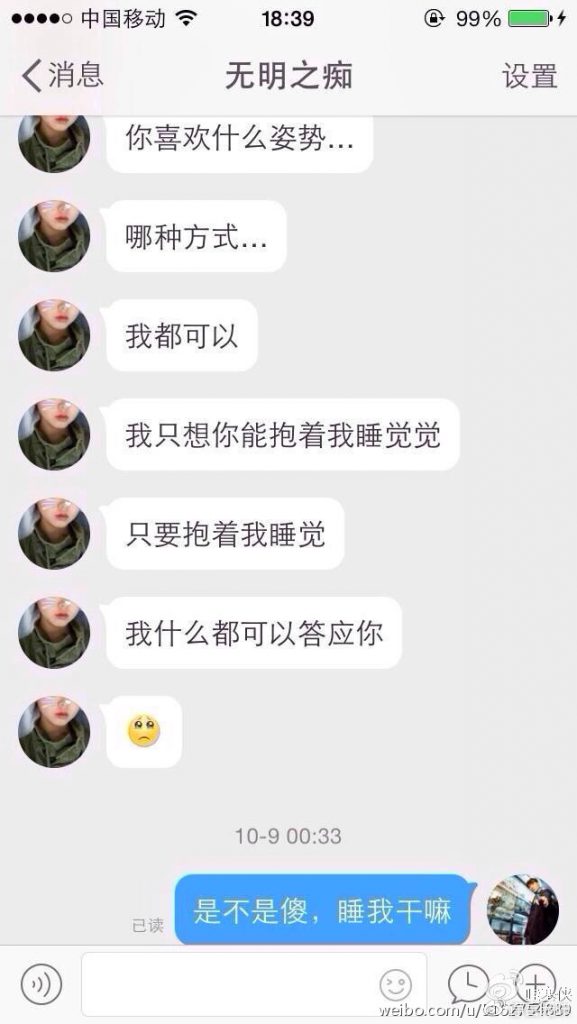 中国移动 18:39 99%
消息 无明之痴 设置
你喜欢什么姿势...
哪种方式...
我都可以
我只想你能抱着我睡觉觉
只要抱着我睡觉
我什么都可以答应你
10-9 00:33
已读 是不是傻，睡我干嘛